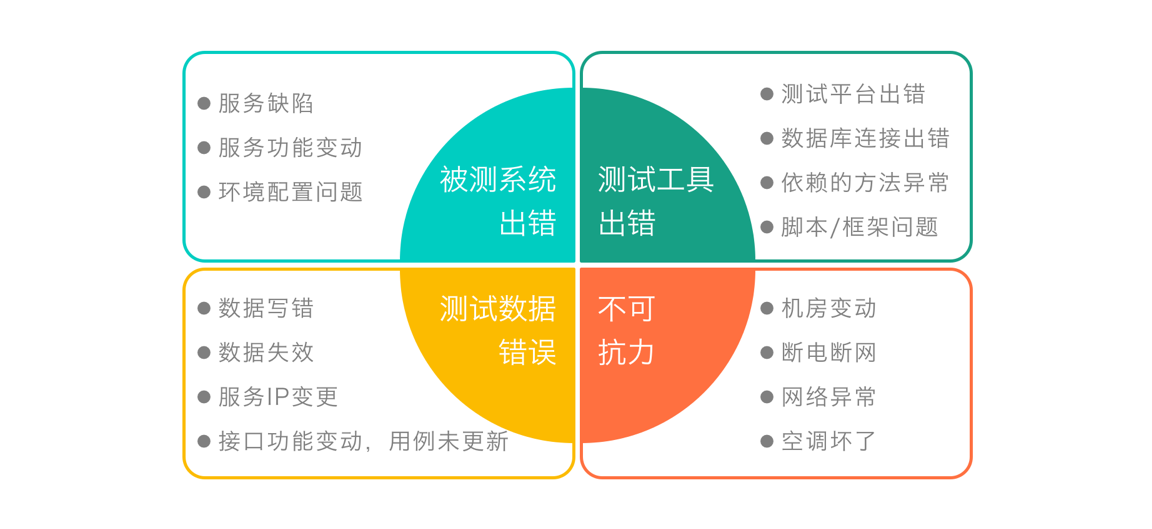 服务缺陷
服务功能变动
环境配置问题
被测系统
出错
测试工具
出错
测试平台出错
数据库连接出错
依赖的方法异常
脚本/框架问题
数据写错
数据失效
服务IP变更
接口功能变动，用例未更新
测试数据
错误
不可
抗力
机房变动
断电断网
网络异常
空调坏了